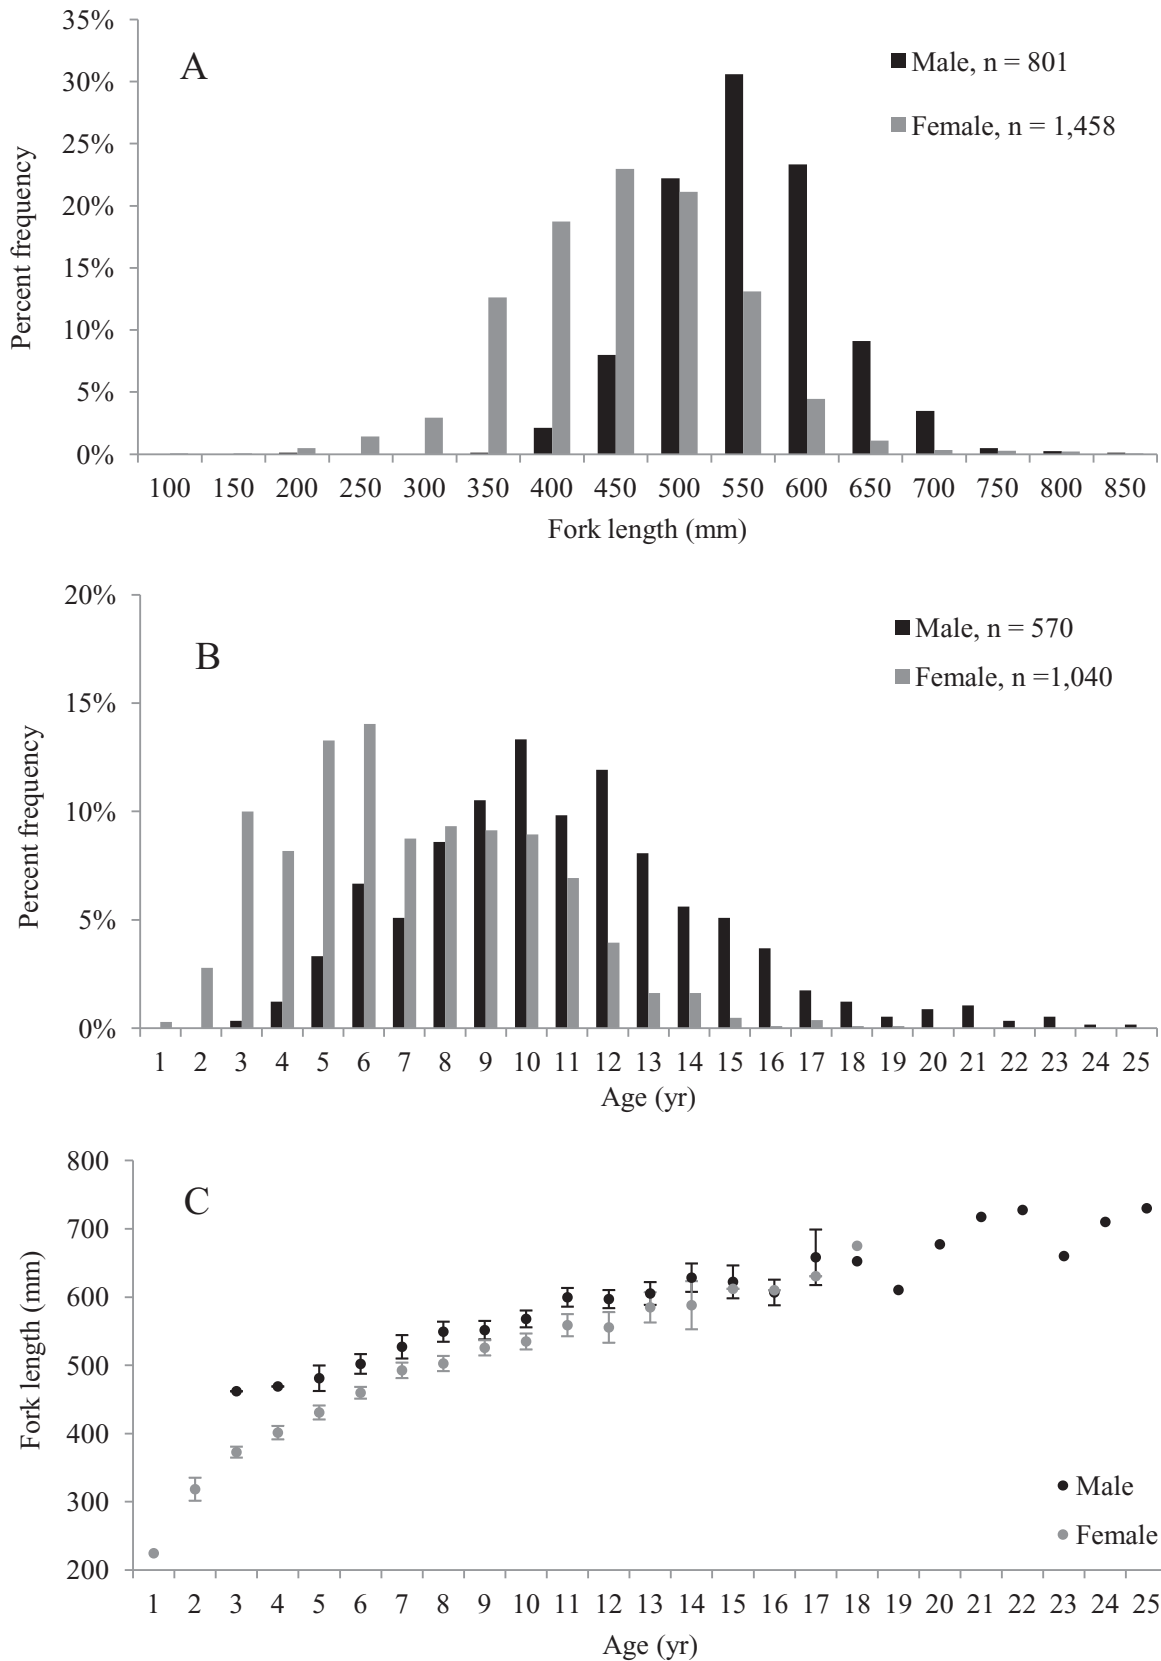 35%
30%
25%
20%
15%
10%
5%
0%
Percent frequency
A
Male, n = 801
Female, n = 1,458
100 150 200 250 300 350 400 450 500 550 600 650 700 750 800 850
Fork length (mm)
20%
15%
10%
5%
0%
Percent frequency
B
Male, n = 570
Female, n =1,040
1 2 3 4 5 6 7 8 9 10 11 12 13 14 15 16 17 18 19 20 21 22 23 24 25
Age (yr)
800
700
600
500
400
300
200
Fork length (mm)
C
Male
Female
1 2 3 4 5 6 7 8 9 10 11 12 13 14 15 16 17 18 19 20 21 22 23 24 25
Age (yr)